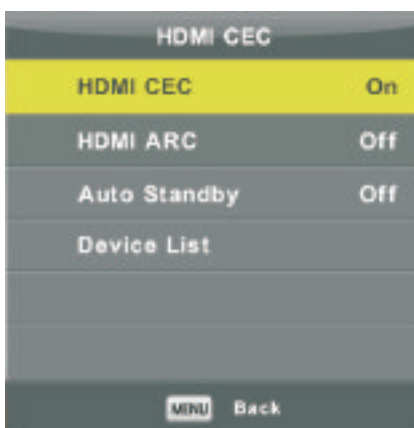 HDMI CEC
HDMI CEC On
HDMI ARC Off
Auto Standby Off
Device List
MENU Back